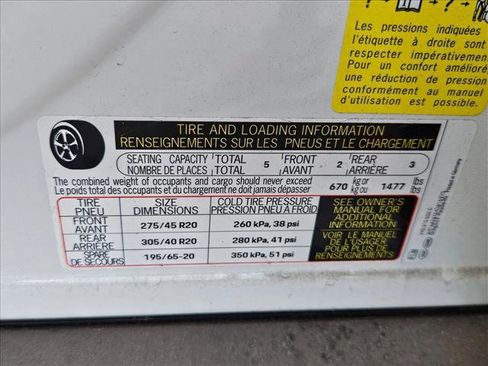 Les pressions indiquées
l'étiquette à droite sont
respecter impérativemen
Pour un confort amélioré
une réduction de pression
conformément au manuel
d'utilisation est possible.
TIRE AND LOADING INFORMATION
RENSEIGNEMENTS SUR LES PNEUS ET LE CHARGEMENT
SEATING CAPACITY TOTAL 5 FRONT 2 REAR 3
NOMBRE DE PLACES TOTAL AVANT ARRIÈRE
The combined weight of occupants and cargo should never exceed 670 kg or 1477 lbs
Le poids total des occupants et du chargement ne doit jamais dépasser kg ou lbs
TIRE SIZE COLD TIRE PRESSURE
PNEU DIMENSIONS PRESSION PNEU A FROID
FRONT
AVANT 275/45 R20 260 kPa, 38 psi
REAR
ARRIÈRE 305/40 R20 280 kPa, 41 psi
SPARE
DE SECOURS 195/65-20 350 kPa, 51 psi
SEE OWNER'S
MANUAL FOR
ADDITIONAL
INFORMATION
VOIR LE MANUEL
DE L'USAGER
POUR PLUS DE
RENSEIGNEMENTS.